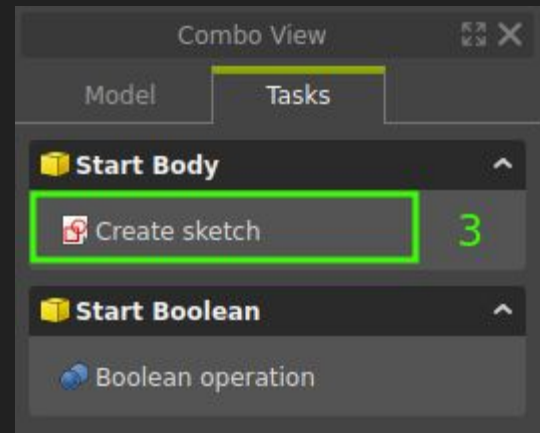 Combo View
Model Tasks
Start Body
Create sketch 3
Start Boolean
Boolean operation